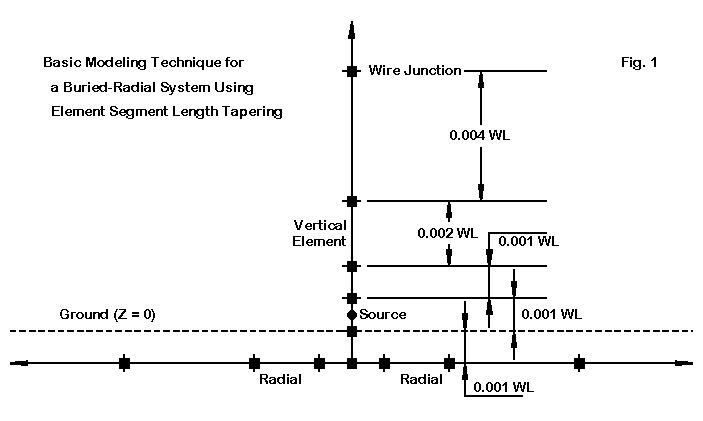 Basic Modeling Technique for
a Buried-Radial System Using
Element Segment Length Tapering
Fig. 1
Wire Junction
0.004 WL
Vertical
Element
0.002 WL
0.001 WL
Ground (Z = 0)
Source
0.001 WL
Radial
Radial
0.001 WL